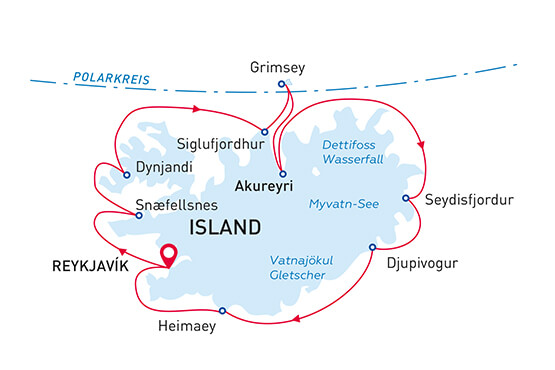 Grimsey
POLARKREIS
Siglufjordhur
Dettifoss
Wasserfall
Dynjandi
Akureyri
Snæfellsnes
Myvatn-See
Seydisfjordur
ISLAND
REYKJAVÍK
Vatnajökul
Gletscher
Djupivogur
Heimaey